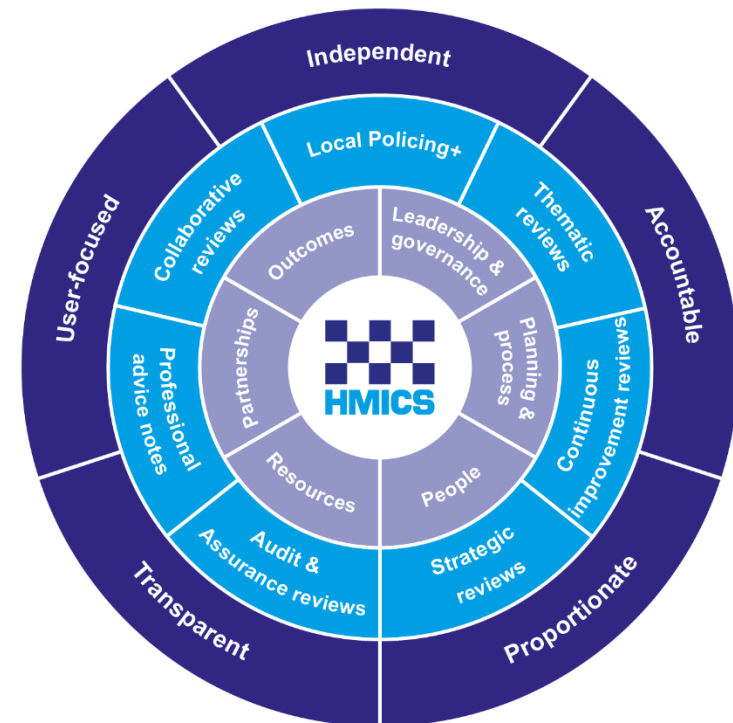 Independent
Accountable
Proportionate
Transparent
User-focused
Local Policing+
Thematic
reviews
Continuous
improvement reviews
Strategic
reviews
Audit &
Assurance reviews
Professional
advice notes
Collaborative
reviews
Leadership &
governance
Planning &
process
People
Resources
Partnerships
Outcomes
HMICS